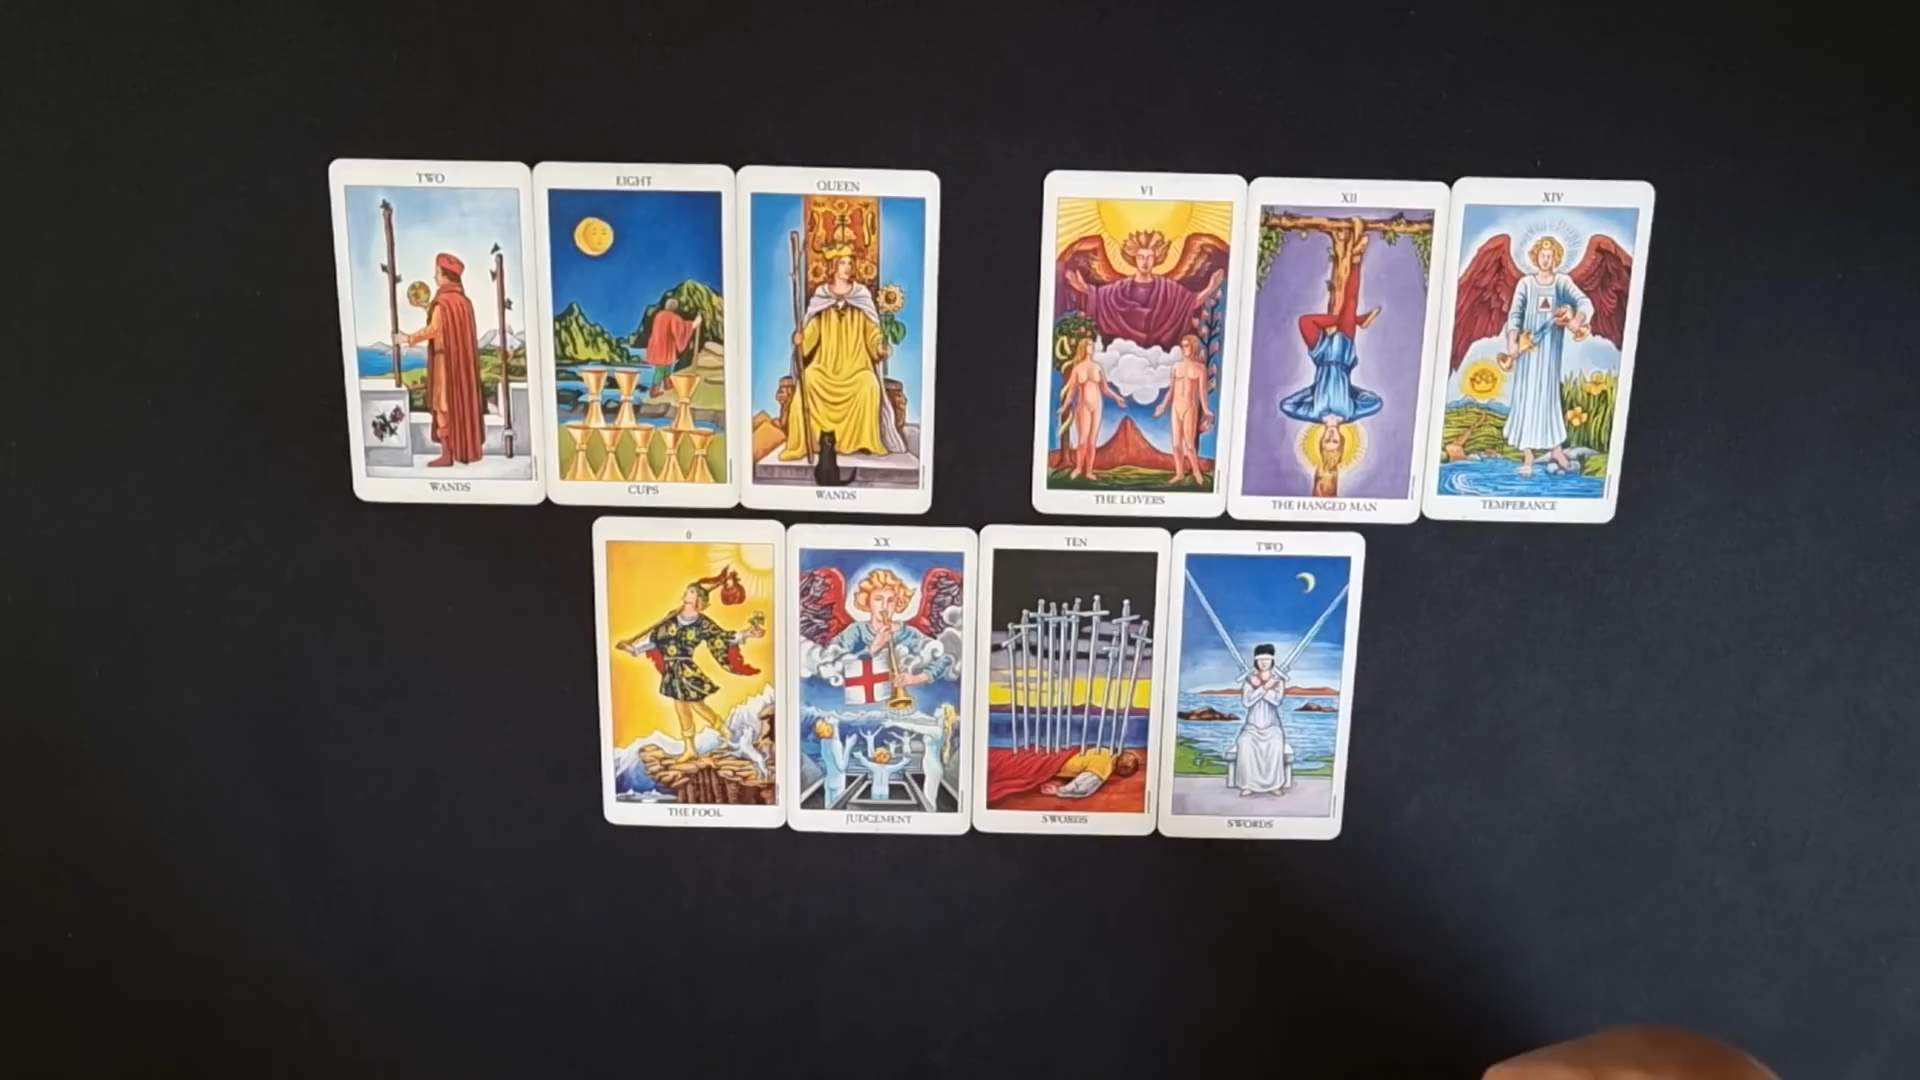 TWO
WANDS
EIGHT
CUPS
QUEEN
WANDS
VI
THE LOVERS
XII
THE HANGED MAN
XIV
TEMPERANCE
0
THE FOOL
XX
JUDGEMENT
TEN
SWORDS
TWO
SWORDS